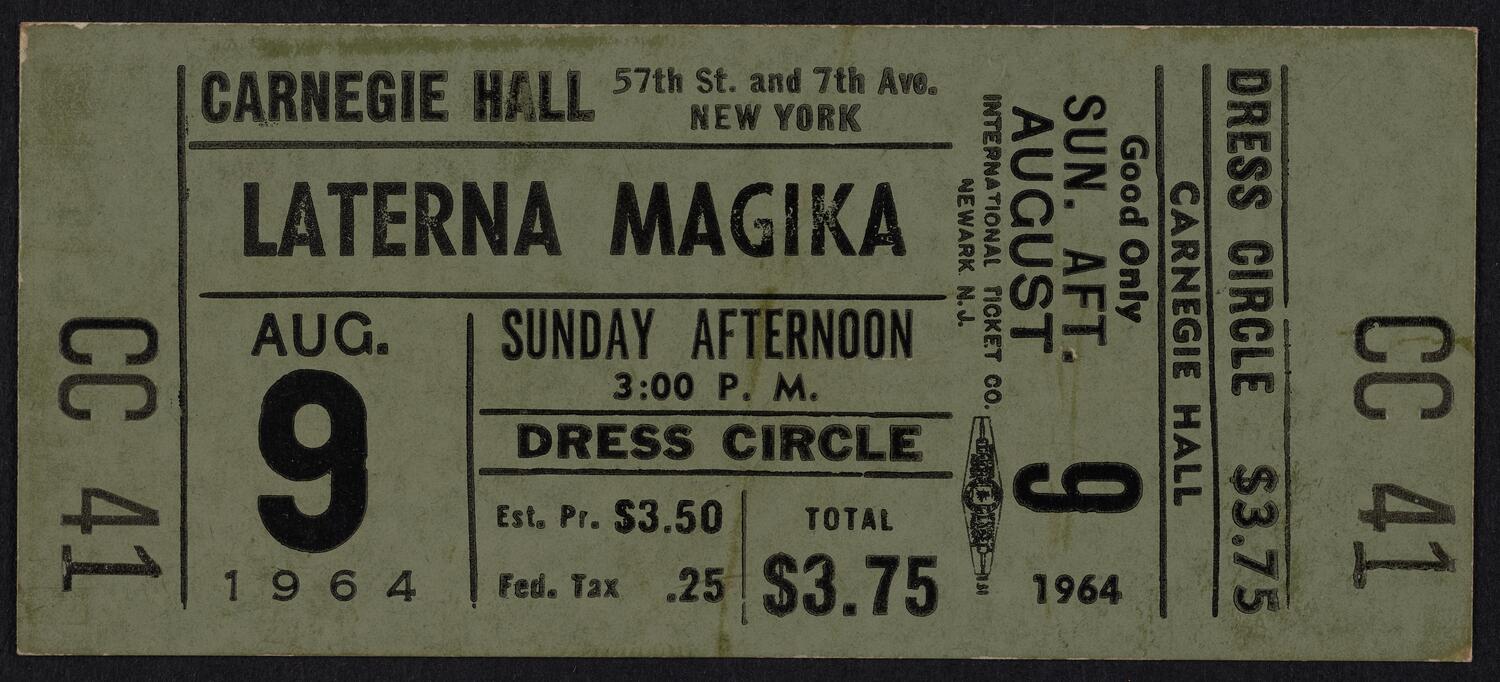 CC 41
CARNEGIE HALL 57th St. and 7th Ave.
NEW YORK
LATERNA MAGIKA
AUG.
9
1964
SUNDAY AFTERNOON
3:00 P. M.
DRESS CIRCLE
Est. Pr. $3.50
Fed. Tax .25
TOTAL
$3.75
DRESS CIRCLE $3.75
CARNEGIE HALL
Good Only
SUN. AFT.
AUGUST 9
1964
INTERNATIONAL TICKET CO.
NEWARK N.J.
CC 41